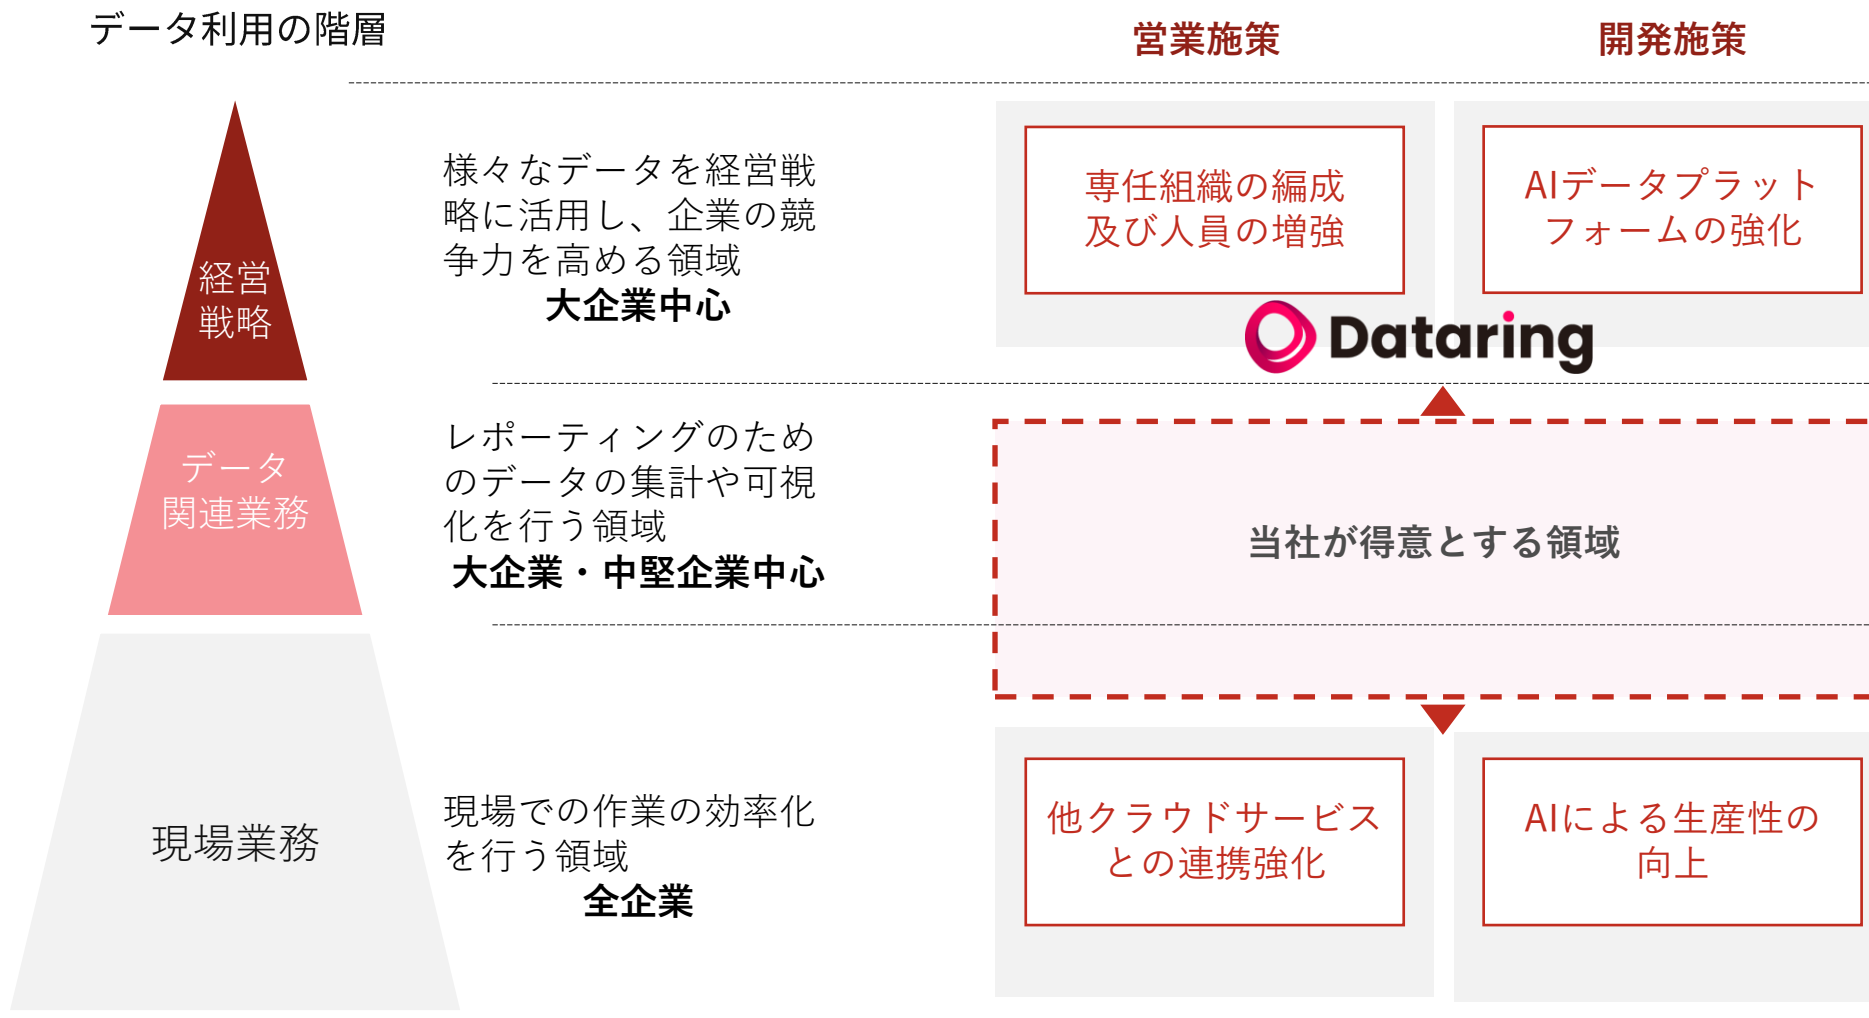 データ利用の階層
営業施策
開発施策
経営
戦略
様々なデータを経営戦
略に活用し、企業の競
争力を高める領域
大企業中心
専任組織の編成
及び人員の増強
AIデータプラット
フォームの強化
Dataring
データ
関連業務
レポーティングのため
のデータの集計や可視
化を行う領域
大企業・中堅企業中心
当社が得意とする領域
現場業務
現場での作業の効率化
を行う領域
全企業
他クラウドサービス
との連携強化
AIによる生産性の
向上